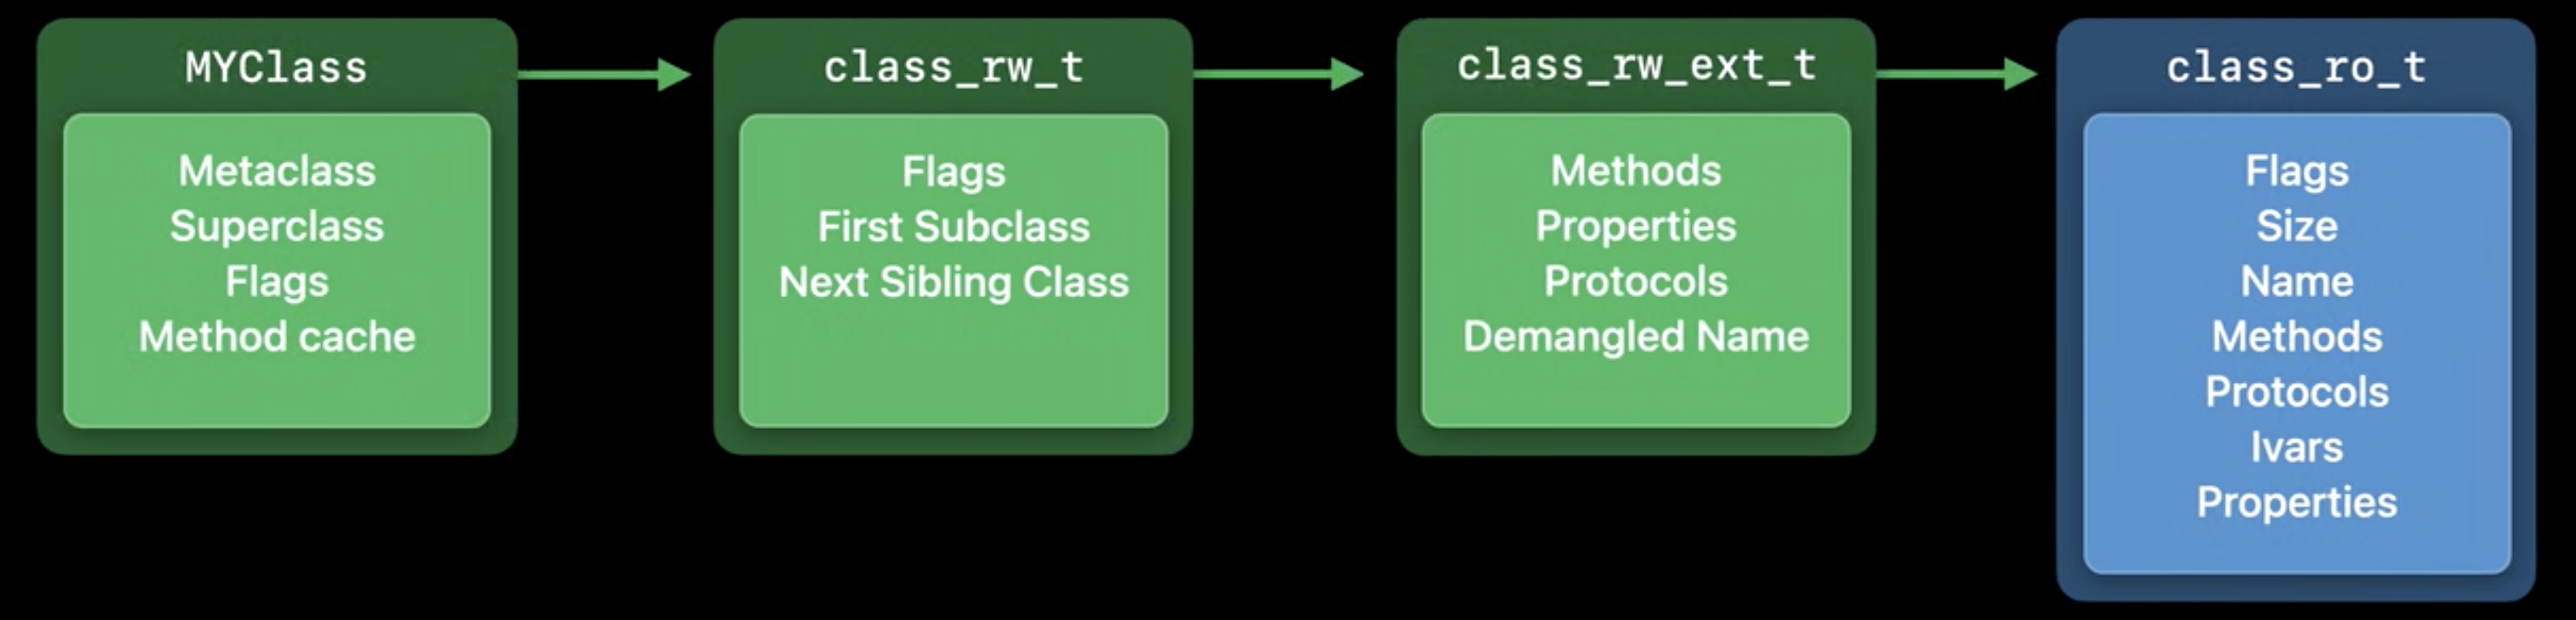 MYClass
Metaclass
Superclass
Flags
Method cache
class_rw_t
Flags
First Subclass
Next Sibling Class
class_rw_ext_t
Methods
Properties
Protocols
Demangled Name
class_ro_t
Flags
Size
Name
Methods
Protocols
Ivars
Properties